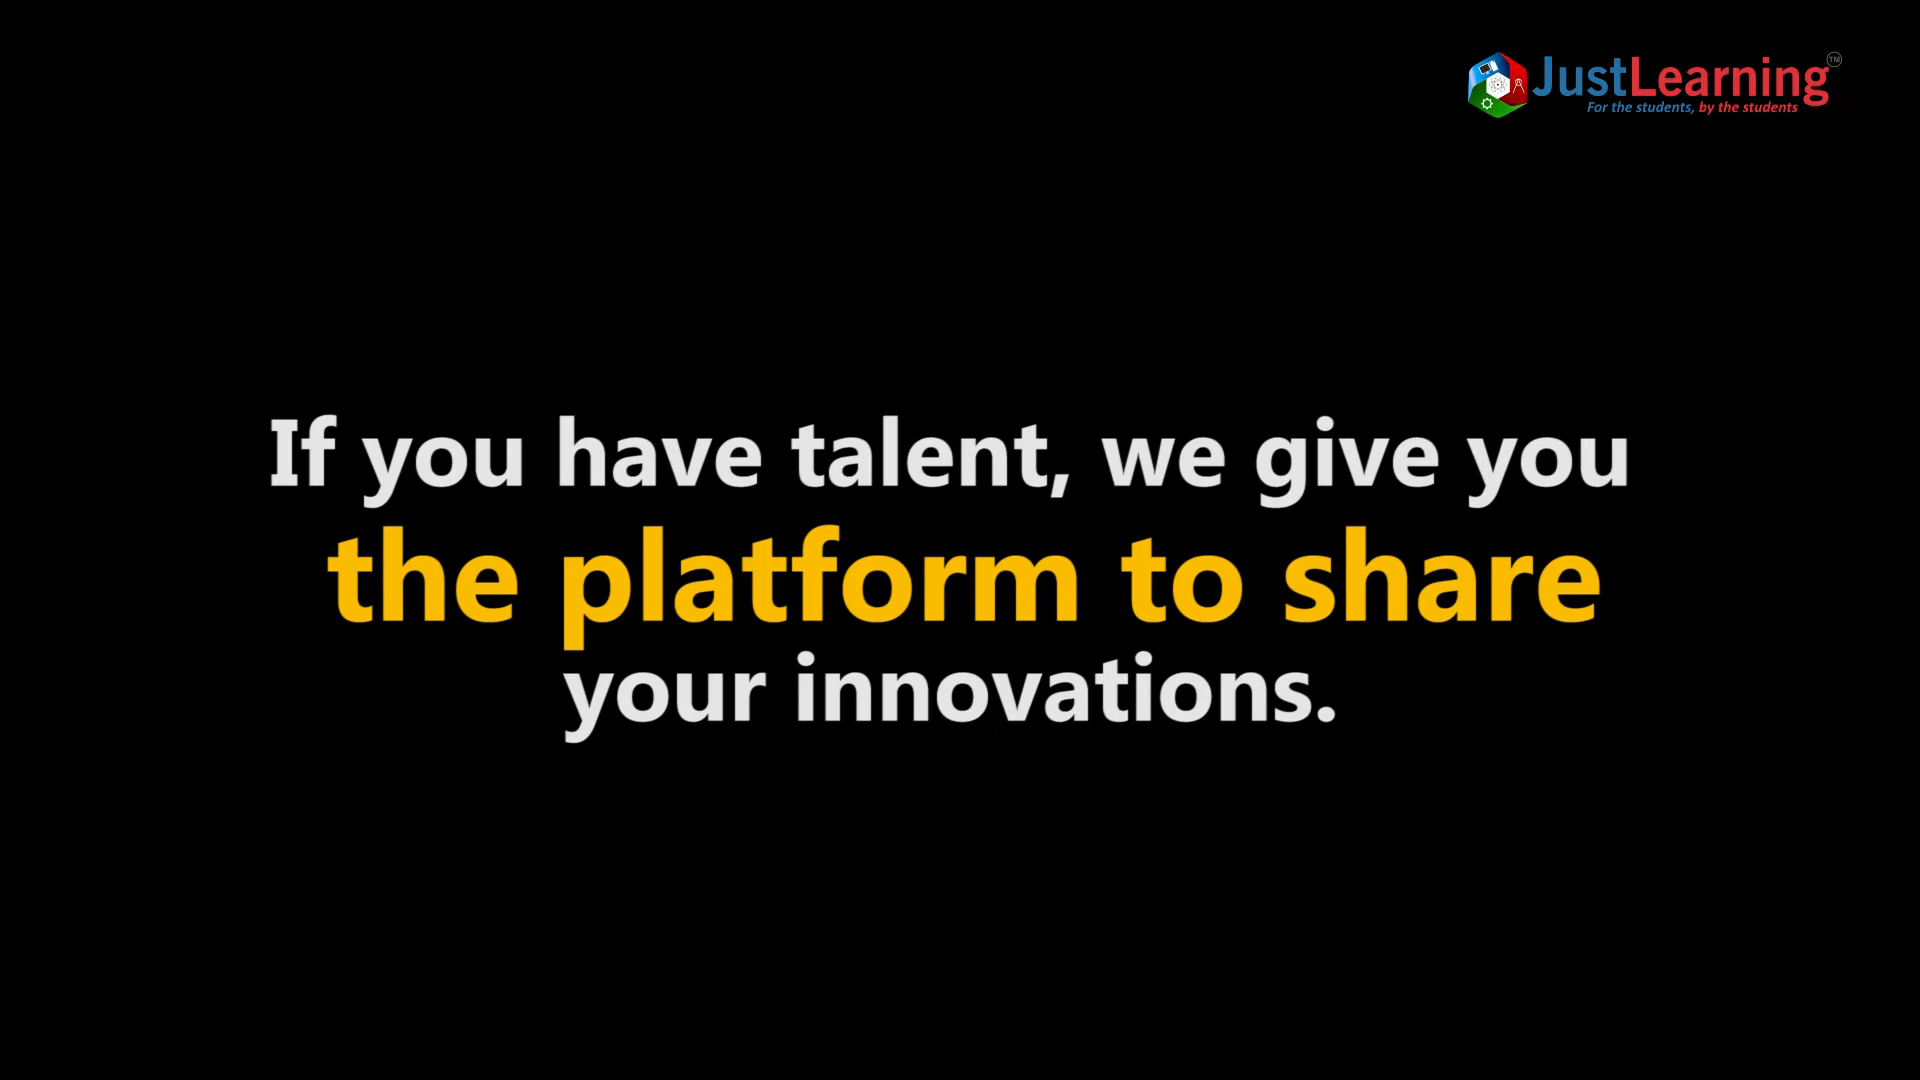 JustLearning™
For the students, by the students
If you have talent, we give you
the platform to share
your innovations.